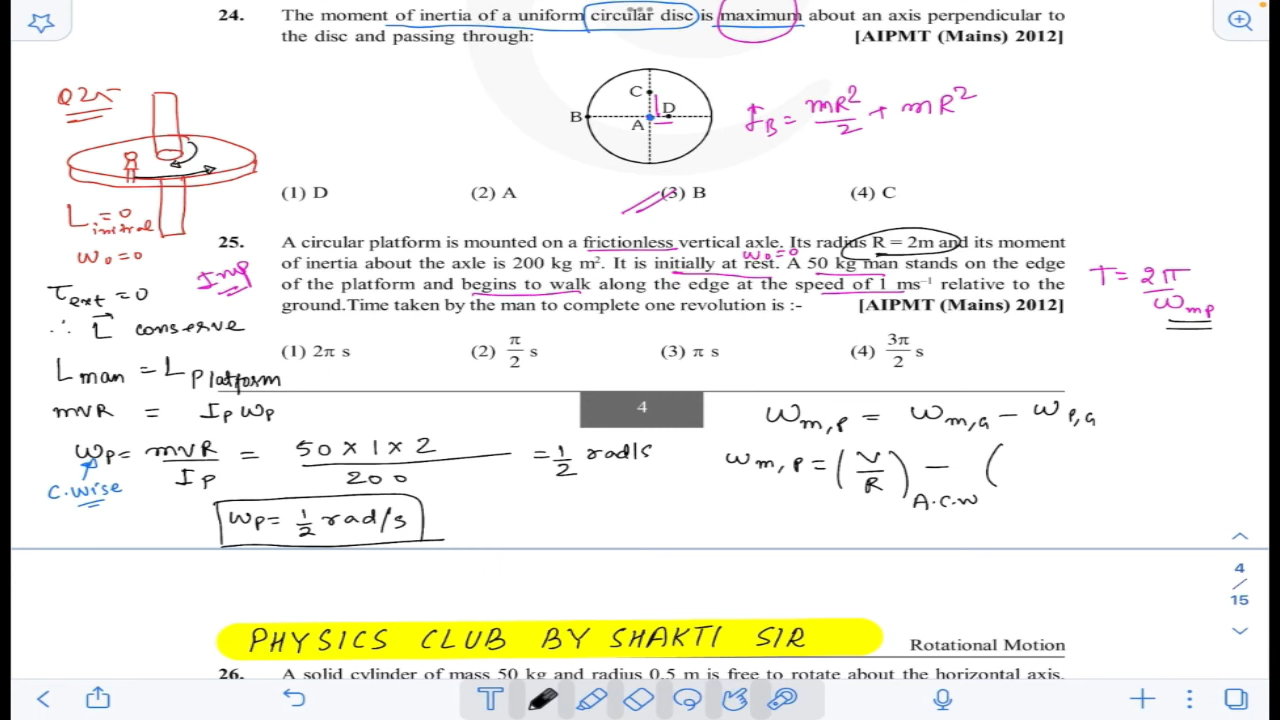 24. The moment of inertia of a uniform circular disc is maximum about an axis perpendicular to
the disc and passing through: [AIPMT (Mains) 2012]
Q25
C
B
D
A
I_B = mR²/2 + mR²
(1) D (2) A (3) B (4) C
L_initial = 0
ω₀ = 0
Imp
ω₀ = 0
25. A circular platform is mounted on a frictionless vertical axle. Its radius R = 2m and its moment
of inertia about the axle is 200 kg m². It is initially at rest. A 50 kg man stands on the edge
of the platform and begins to walk along the edge at the speed of 1 ms⁻¹ relative to the
ground.Time taken by the man to complete one revolution is :- [AIPMT (Mains) 2012]
T = 2π/ω_mp
(1) 2π s (2) π/2 s (3) π s (4) 3π/2 s
τ_ext = 0
∴ L⃗ conserve
L_man = L_Platform
mVR = I_P ω_P
4
ω_P = mVR/I_P = 50 × 1 × 2/200 = 1/2 rad/s
C.wise
ω_P = 1/2 rad/s
ω_m,P = ω_m,G − ω_P,G
ω_m,P = (V/R)_A.C.W − (
4
/
15
PHYSICS CLUB BY SHAKTI SIR
Rotational Motion
26. A solid cylinder of mass 50 kg and radius 0.5 m is free to rotate about the horizontal axis.
T